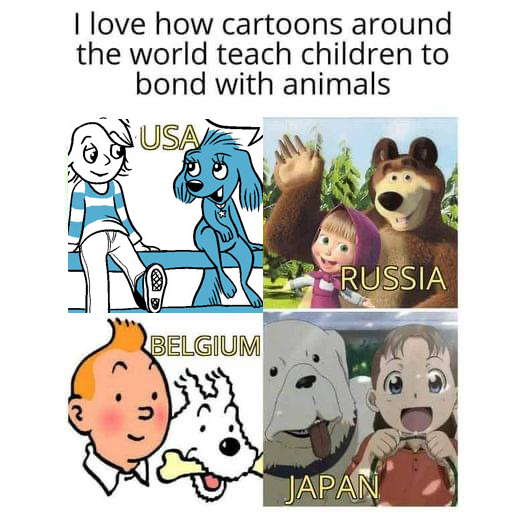 I love how cartoons around
the world teach children to
bond with animals
USA
RUSSIA
BELGIUM
JAPAN